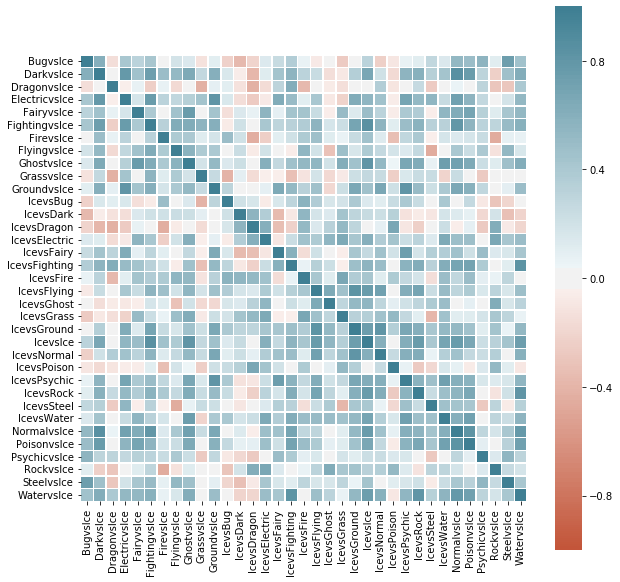 BugvsIce
DarkvsIce
DragonvsIce
ElectricvsIce
FairyvsIce
FightingvsIce
FirevsIce
FlyingvsIce
GhostvsIce
GrassvsIce
GroundvsIce
IcevsBug
IcevsDark
IcevsDragon
IcevsElectric
IcevsFairy
IcevsFighting
IcevsFire
IcevsFlying
IcevsGhost
IcevsGrass
IcevsGround
IcevsIce
IcevsNormal
IcevsPoison
IcevsPsychic
IcevsRock
IcevsSteel
IcevsWater
NormalvsIce
PoisonvsIce
PsychicvsIce
RockvsIce
SteelvsIce
WatervsIce
BugvsIce
DarkvsIce
DragonvsIce
ElectricvsIce
FairyvsIce
FightingvsIce
FirevsIce
FlyingvsIce
GhostvsIce
GrassvsIce
GroundvsIce
IcevsBug
IcevsDark
IcevsDragon
IcevsElectric
IcevsFairy
IcevsFighting
IcevsFire
IcevsFlying
IcevsGhost
IcevsGrass
IcevsGround
IcevsIce
IcevsNormal
IcevsPoison
IcevsPsychic
IcevsRock
IcevsSteel
IcevsWater
NormalvsIce
PoisonvsIce
PsychicvsIce
RockvsIce
SteelvsIce
WatervsIce
0.8
0.4
0.0
−0.4
−0.8